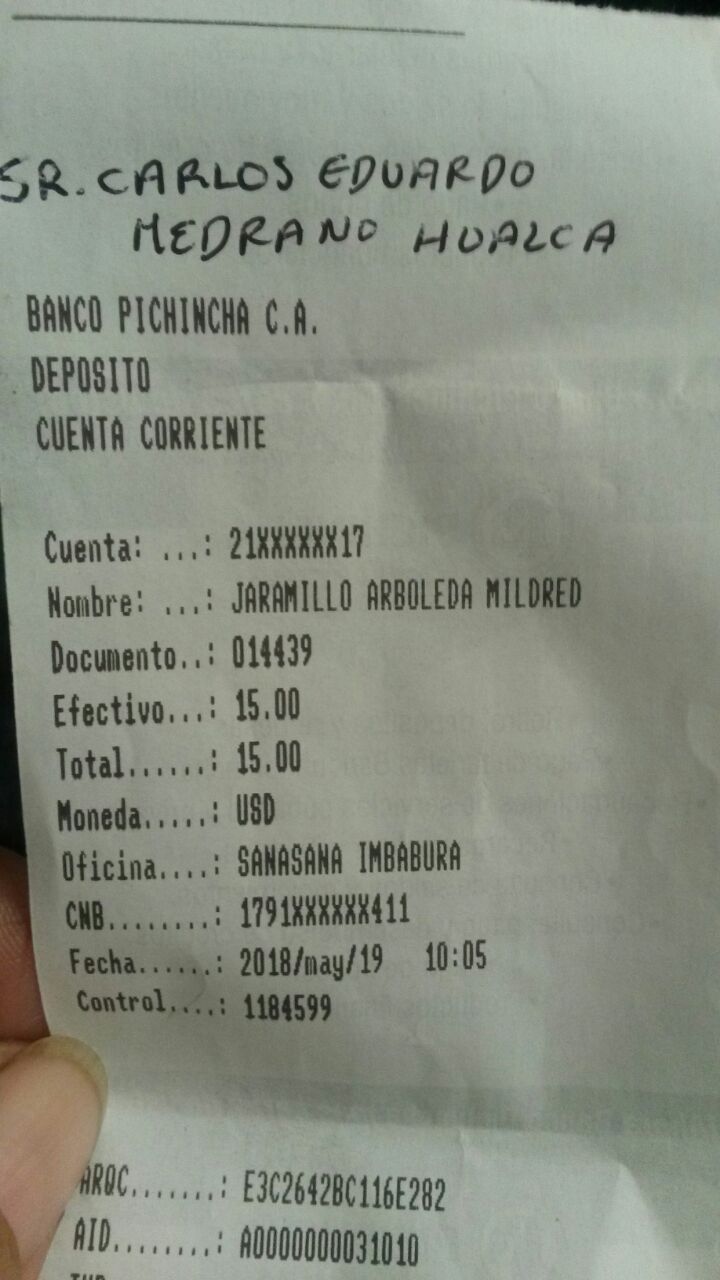 SR. CARLOS EDUARDO
MEDRANO HUALCA
BANCO PICHINCHA C.A.
DEPOSITO
CUENTA CORRIENTE
Cuenta: ...: 21XXXXXX17
Nombre: ...: JARAMILLO ARBOLEDA MILDRED
Documento..: 014439
Efectivo...: 15.00
Total......: 15.00
Moneda.....: USD
Oficina....: SANASANA IMBABURA
CNB........: 1791XXXXXX411
Fecha......: 2018/may/19 10:05
Control....: 1184599
ARQC.......: E3C2642BC116E282
AID........: A0000000031010